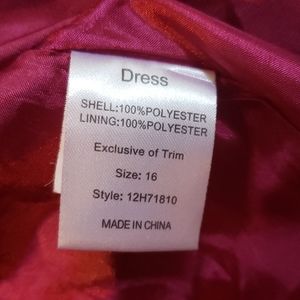 Dress
SHELL:100%POLYESTER
LINING:100%POLYESTER
Exclusive of Trim
Size: 16
Style: 12H71810
MADE IN CHINA